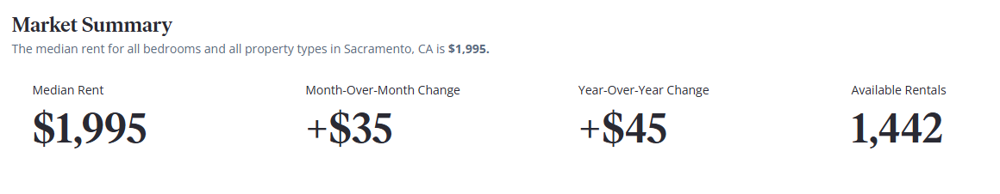 Market Summary
The median rent for all bedrooms and all property types in Sacramento, CA is $1,995.
Median Rent Month-Over-Month Change Year-Over-Year Change Available Rentals
$1,995 +$35 +$45 1,442